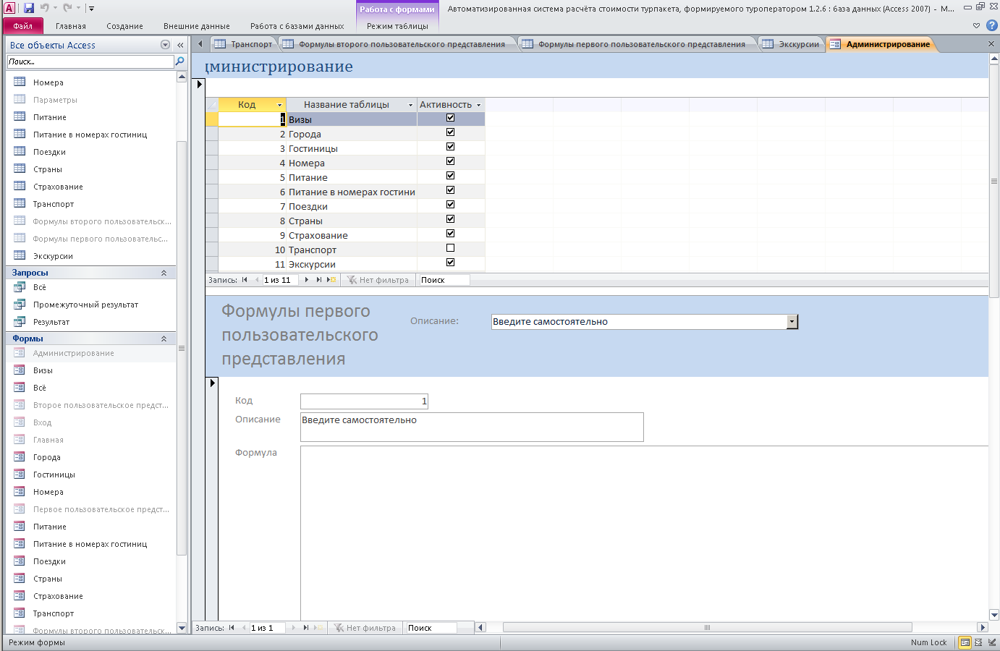 Работа с формами
Автоматизированная система расчёта стоимости турпакета, формируемого туроператором 1.2.6 : база данных (Access 2007) - M...
Файл
Главная
Создание
Внешние данные
Работа с базами данных
Режим таблицы
Все объекты Access
Поиск...
Номера
Параметры
Питание
Питание в номерах гостиниц
Поездки
Страны
Страхование
Транспорт
Формулы второго пользовательск...
Формулы первого пользовательс...
Экскурсии
Запросы
Всё
Промежуточный результат
Результат
Формы
Администрирование
Визы
Всё
Второе пользовательское предст...
Вход
Главная
Города
Гостиницы
Номера
Первое пользовательское предст...
Питание
Питание в номерах гостиниц
Поездки
Страны
Страхование
Транспорт
Формулы второго пользовательск...
Транспорт
Формулы второго пользовательского представления
Формулы первого пользовательского представления
Экскурсии
Администрирование
дминистрирование
Код Название таблицы Активность
1 Визы
2 Города
3 Гостиницы
4 Номера
5 Питание
6 Питание в номерах гостини
7 Поездки
8 Страны
9 Страхование
10 Транспорт
11 Экскурсии
Запись: 1 из 11 Нет фильтра Поиск
Формулы первого
пользовательского
представления
Описание: Введите самостоятельно
Код 1
Описание Введите самостоятельно
Формула
Запись: 1 из 1 Нет фильтра Поиск
Режим формы
Num Lock